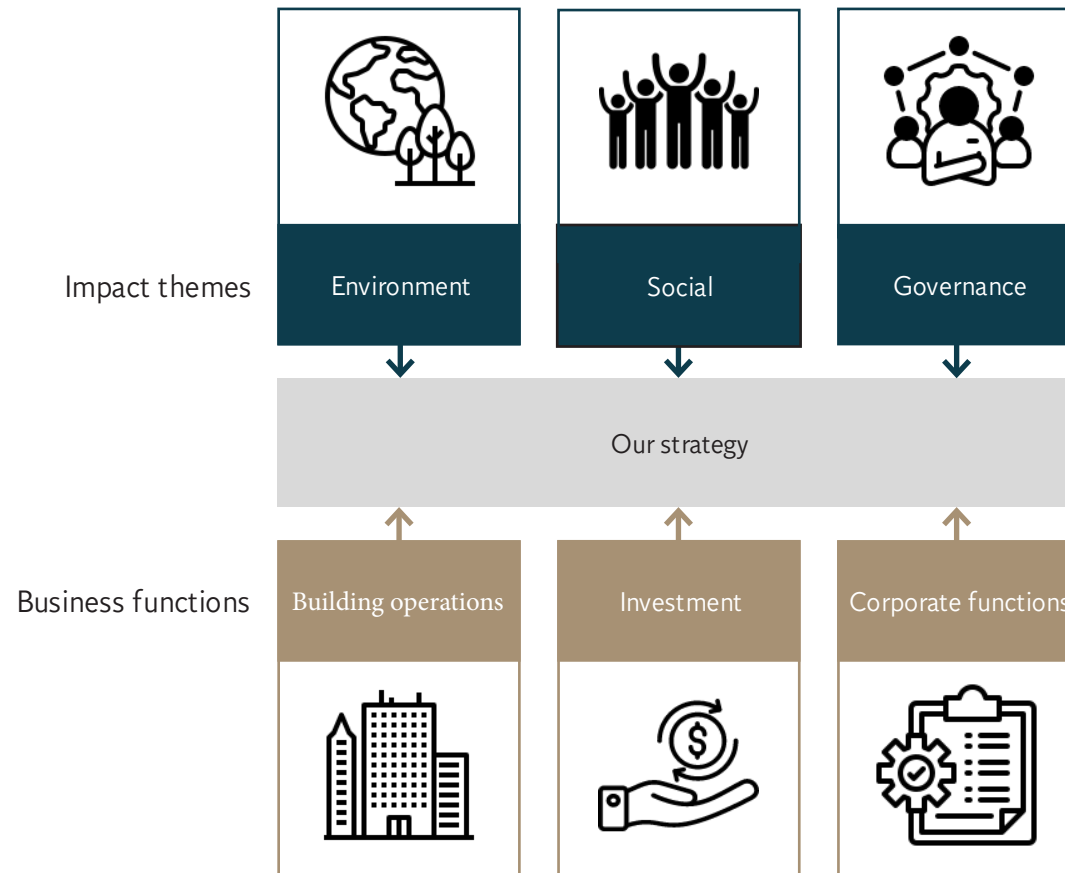 Impact themes
Environment
Social
Governance
Our strategy
Business functions
Building operations
Investment
Corporate functions
$